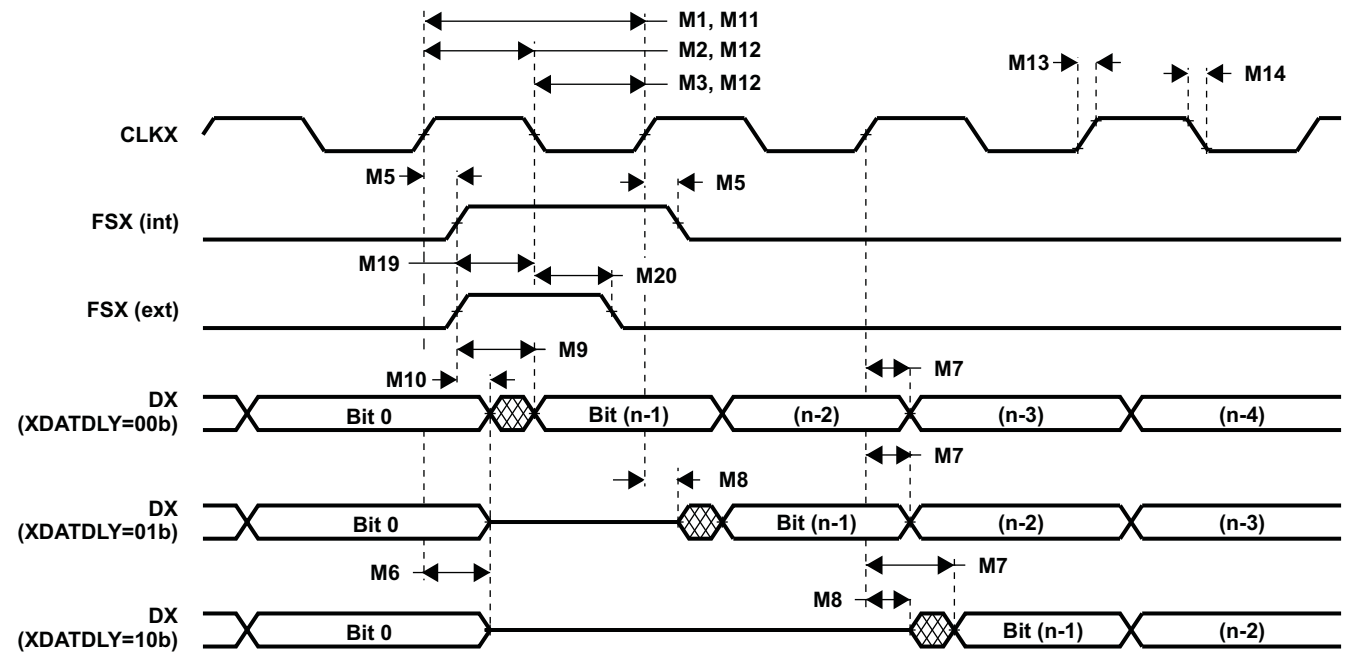 M1, M11
M2, M12
M3, M12
M13
M14
CLKX
M5
M5
FSX (int)
M19
M20
FSX (ext)
M9
M10
M7
DX
(XDATDLY=00b)
Bit 0
Bit (n-1)
(n-2)
(n-3)
(n-4)
M7
M8
DX
(XDATDLY=01b)
Bit 0
Bit (n-1)
(n-2)
(n-3)
M6
M7
M8
DX
(XDATDLY=10b)
Bit 0
Bit (n-1)
(n-2)